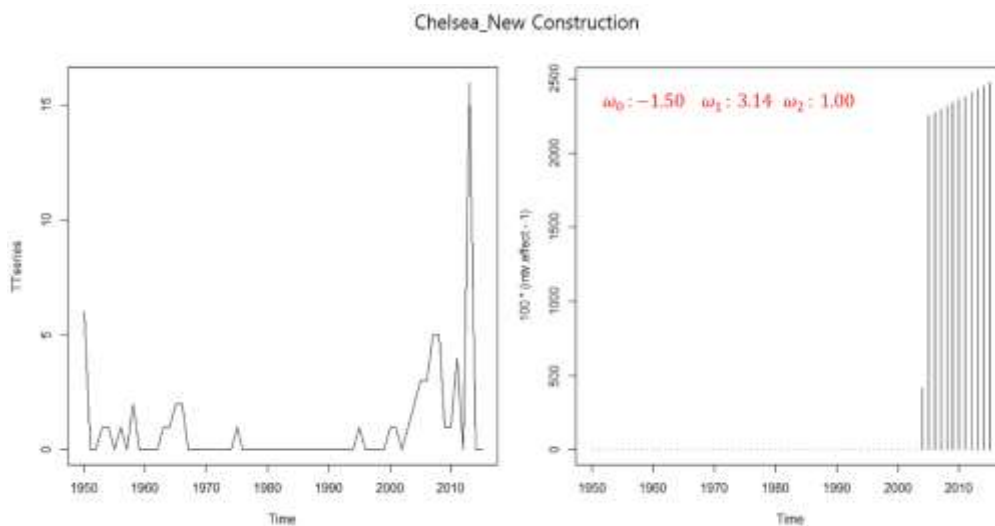 Chelsea_New Construction
TTseries
15
10
5
0
1950 1960 1970 1980 1990 2000 2010
Time
100 * (intv.effect - 1)
2500
2000
1500
1000
500
0
ω₀ : −1.50 ω₁ : 3.14 ω₂ : 1.00
1950 1960 1970 1980 1990 2000 2010
Time